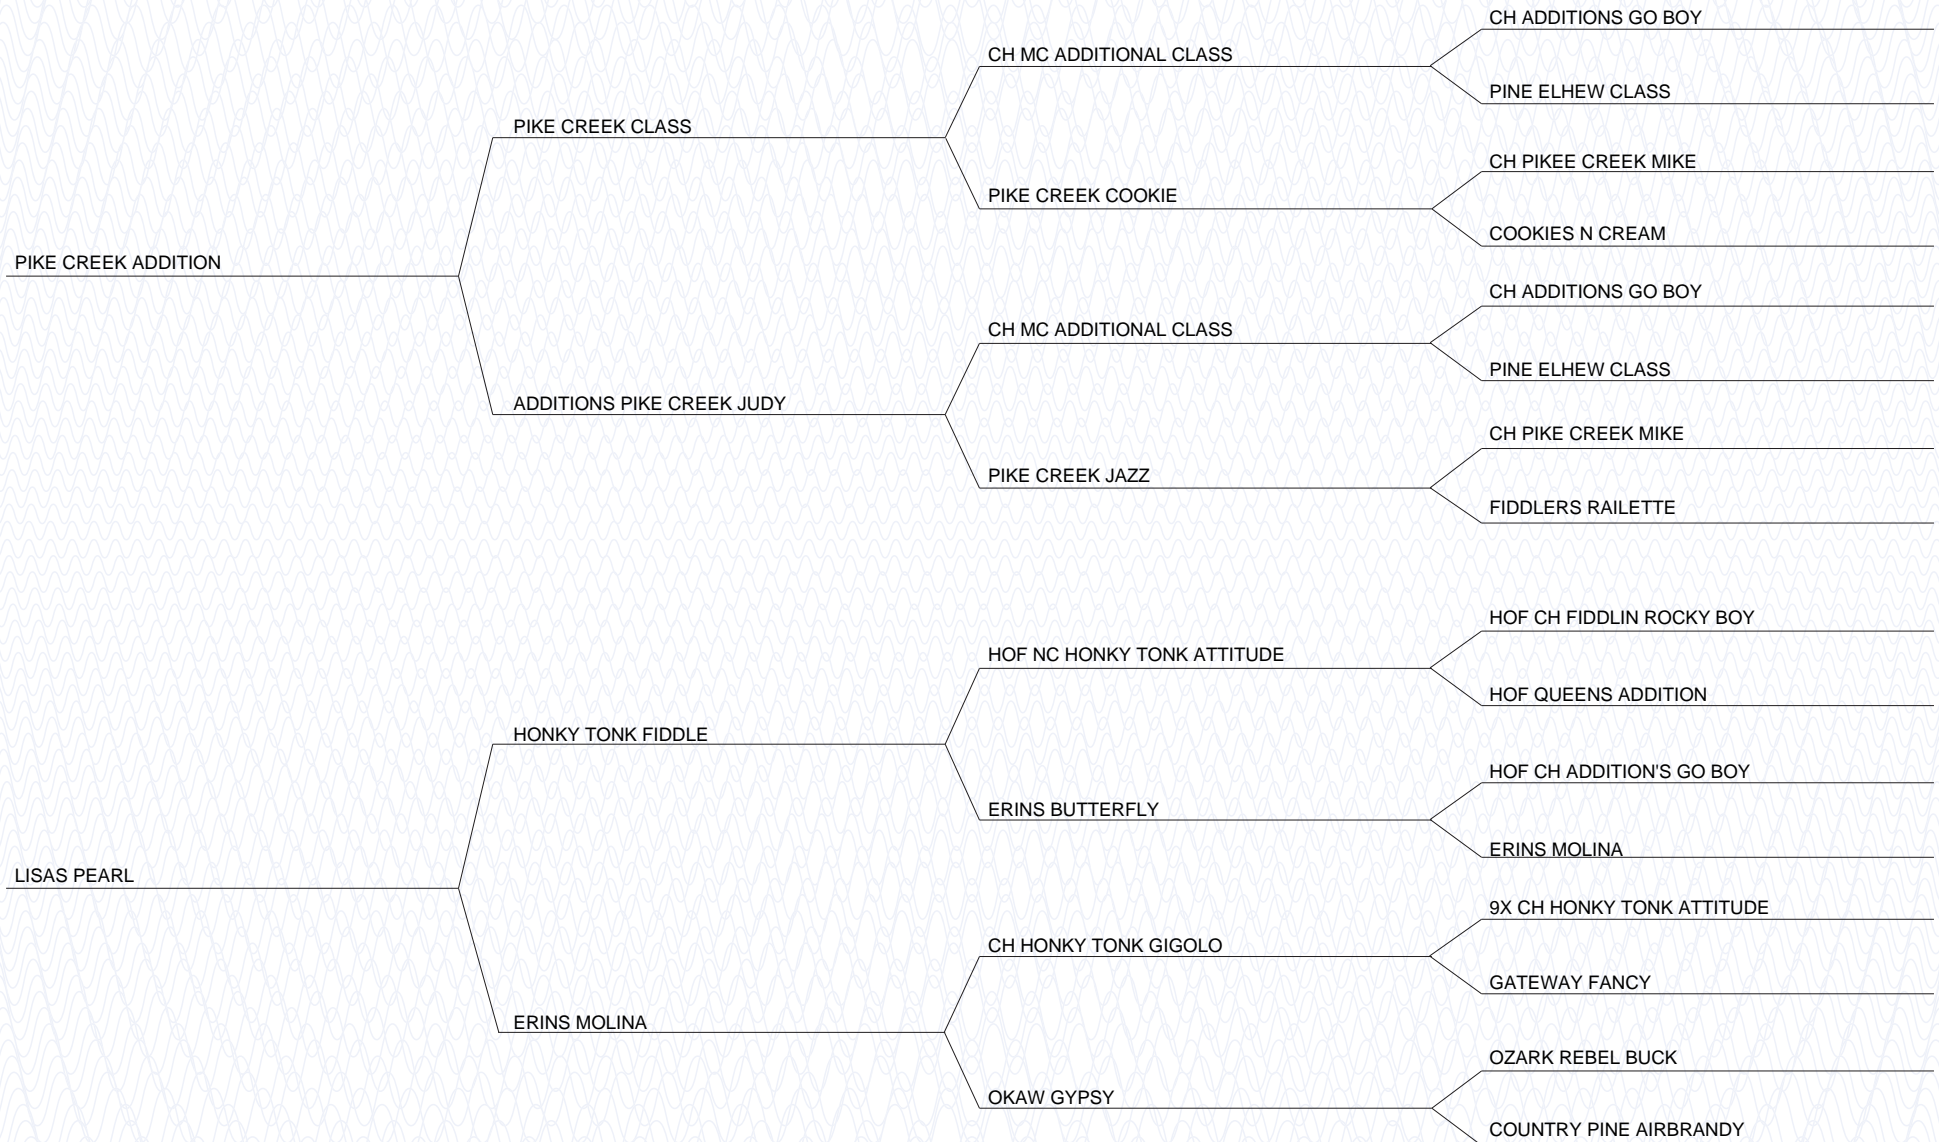 CH ADDITIONS GO BOY
CH MC ADDITIONAL CLASS
PINE ELHEW CLASS
PIKE CREEK CLASS
CH PIKEE CREEK MIKE
PIKE CREEK COOKIE
COOKIES N CREAM
PIKE CREEK ADDITION
CH ADDITIONS GO BOY
CH MC ADDITIONAL CLASS
PINE ELHEW CLASS
ADDITIONS PIKE CREEK JUDY
CH PIKE CREEK MIKE
PIKE CREEK JAZZ
FIDDLERS RAILETTE
HOF CH FIDDLIN ROCKY BOY
HOF NC HONKY TONK ATTITUDE
HOF QUEENS ADDITION
HONKY TONK FIDDLE
HOF CH ADDITION'S GO BOY
ERINS BUTTERFLY
ERINS MOLINA
LISAS PEARL
9X CH HONKY TONK ATTITUDE
CH HONKY TONK GIGOLO
GATEWAY FANCY
ERINS MOLINA
OZARK REBEL BUCK
OKAW GYPSY
COUNTRY PINE AIRBRANDY